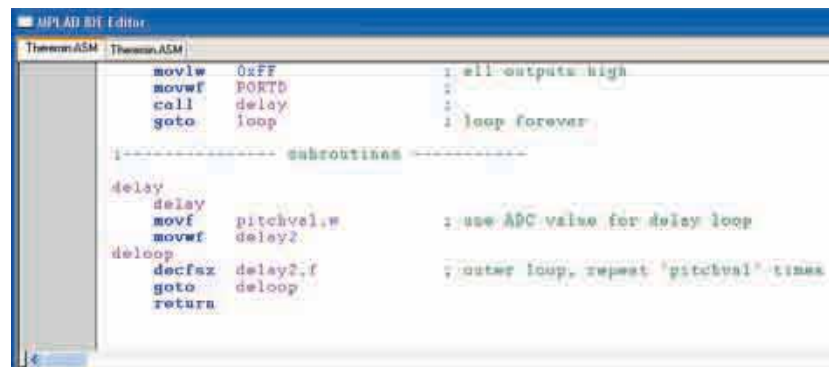 MPLAB IDE Editor
Theremin.ASM Theremin.ASM
movlw 0xFF ; ell outputs high
movwf PORTD ;
call delay ;
goto loop ; loop forever
;--------------- subroutines -----------
delay
delay
movf pitchval,w ; use ADC value for delay loop
movwf delay2
deloop
decfsz delay2,f ; outer loop, repeat 'pitchval' times
goto deloop
return